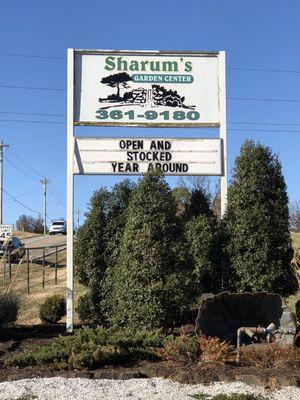 Sharum's
GARDEN CENTER
361-9180
OPEN AND
STOCKED
YEAR AROUND